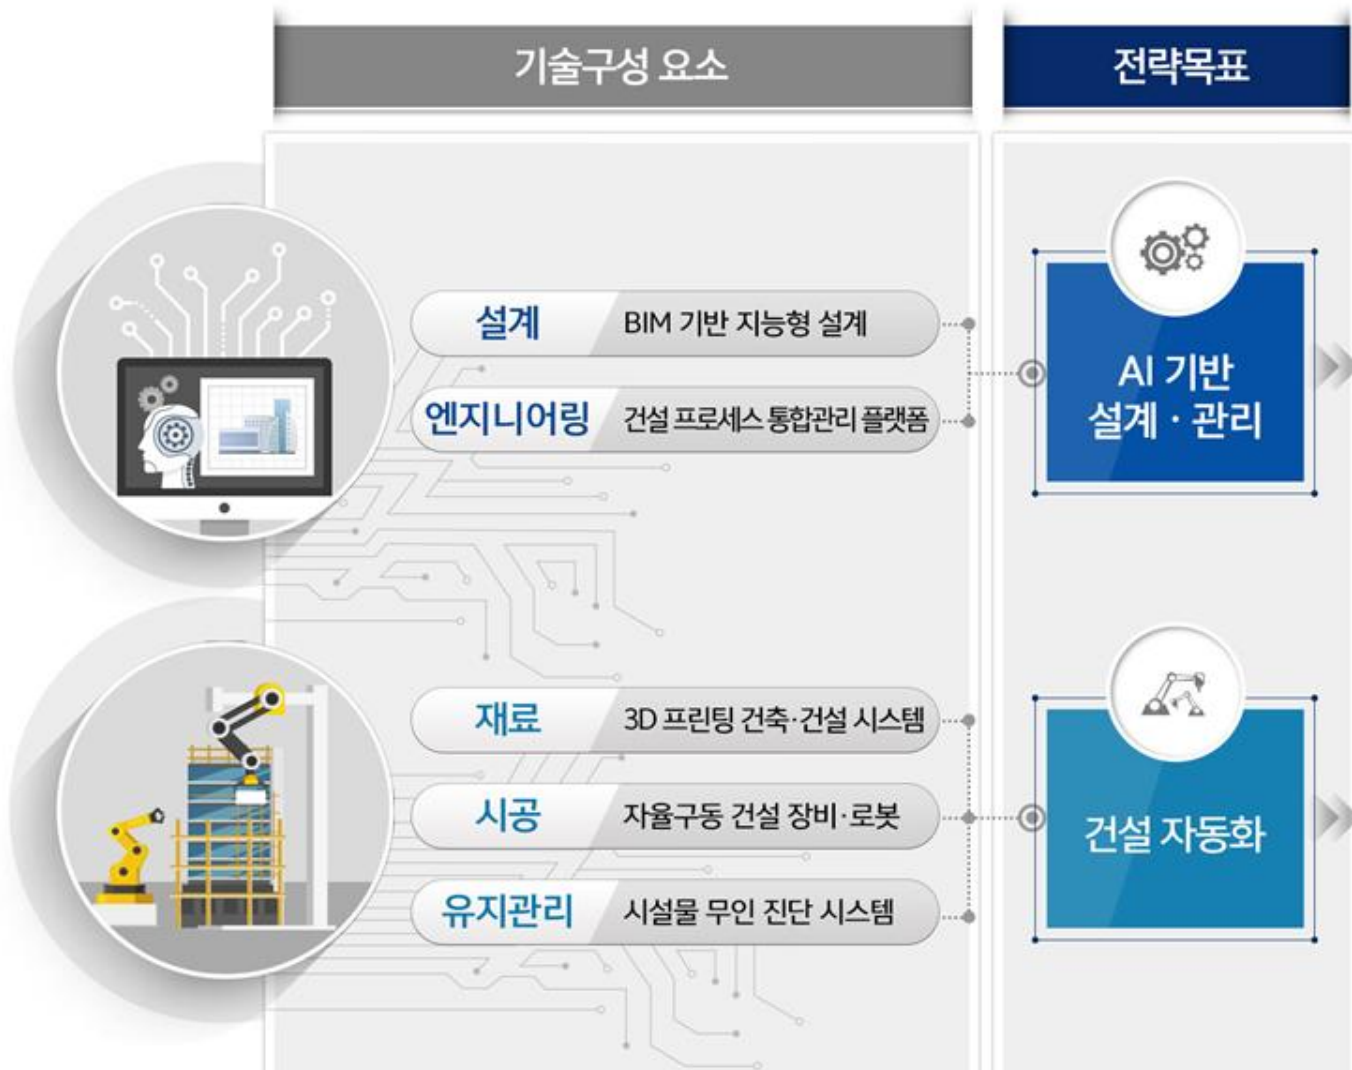 기술구성 요소
전략목표
설계 BIM 기반 지능형 설계
엔지니어링 건설 프로세스 통합관리 플랫폼
AI 기반
설계 · 관리
재료 3D 프린팅 건축·건설 시스템
시공 자율구동 건설 장비·로봇
유지관리 시설물 무인 진단 시스템
건설 자동화